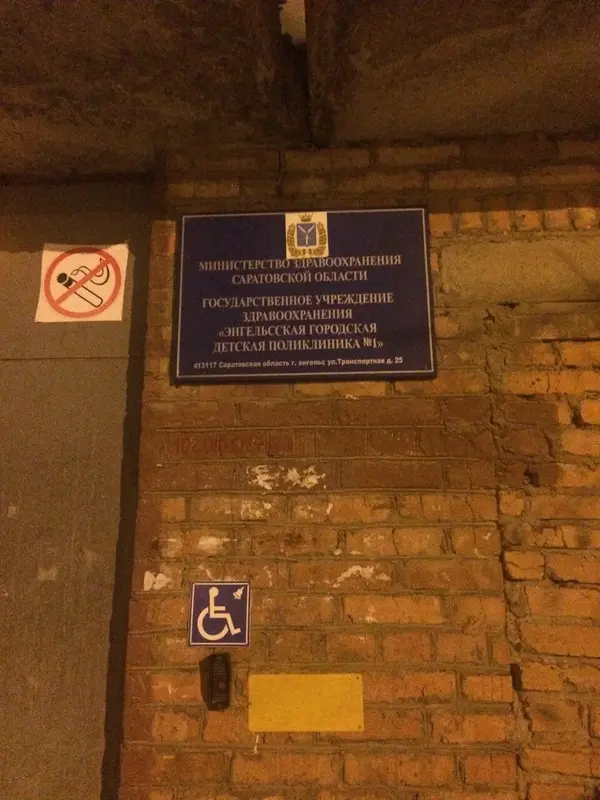 МИНИСТЕРСТВО ЗДРАВООХРАНЕНИЯ
САРАТОВСКОЙ ОБЛАСТИ
ГОСУДАРСТВЕННОЕ УЧРЕЖДЕНИЕ
ЗДРАВООХРАНЕНИЯ
«ЭНГЕЛЬССКАЯ ГОРОДСКАЯ
ДЕТСКАЯ ПОЛИКЛИНИКА №1»
413117 Саратовская область г. энгельс ул.Транспортная д. 25